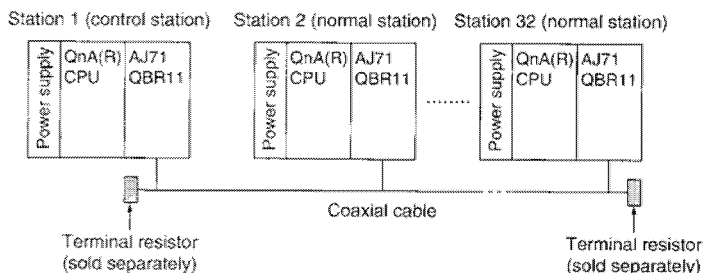 Station 1 (control station) Station 2 (normal station) Station 32 (normal station)
Power supply QnA(R) CPU AJ71 QBR11
Power supply QnA(R) CPU AJ71 QBR11
Power supply QnA(R) CPU AJ71 QBR11
Coaxial cable
Terminal resistor
(sold separately)
Terminal resistor
(sold separately)